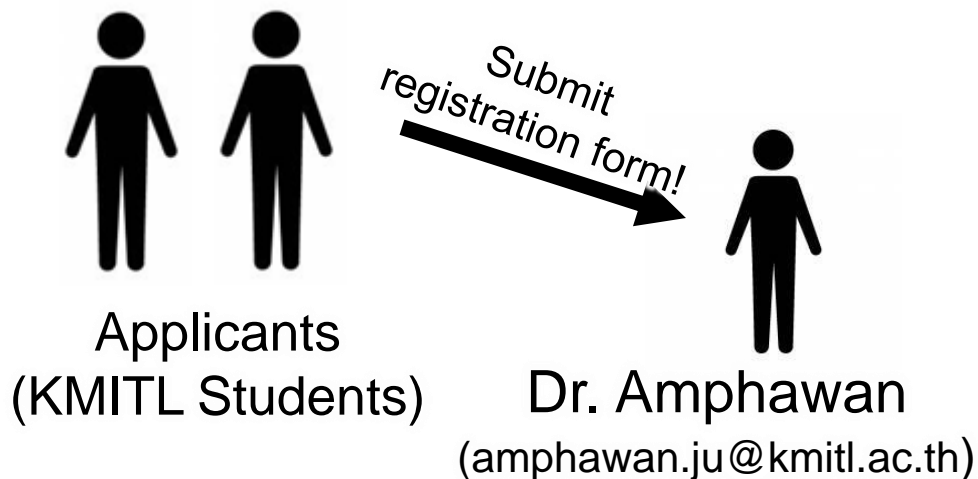 Submit
registration form!
Applicants
(KMITL Students)
Dr. Amphawan
(amphawan.ju@kmitl.ac.th)